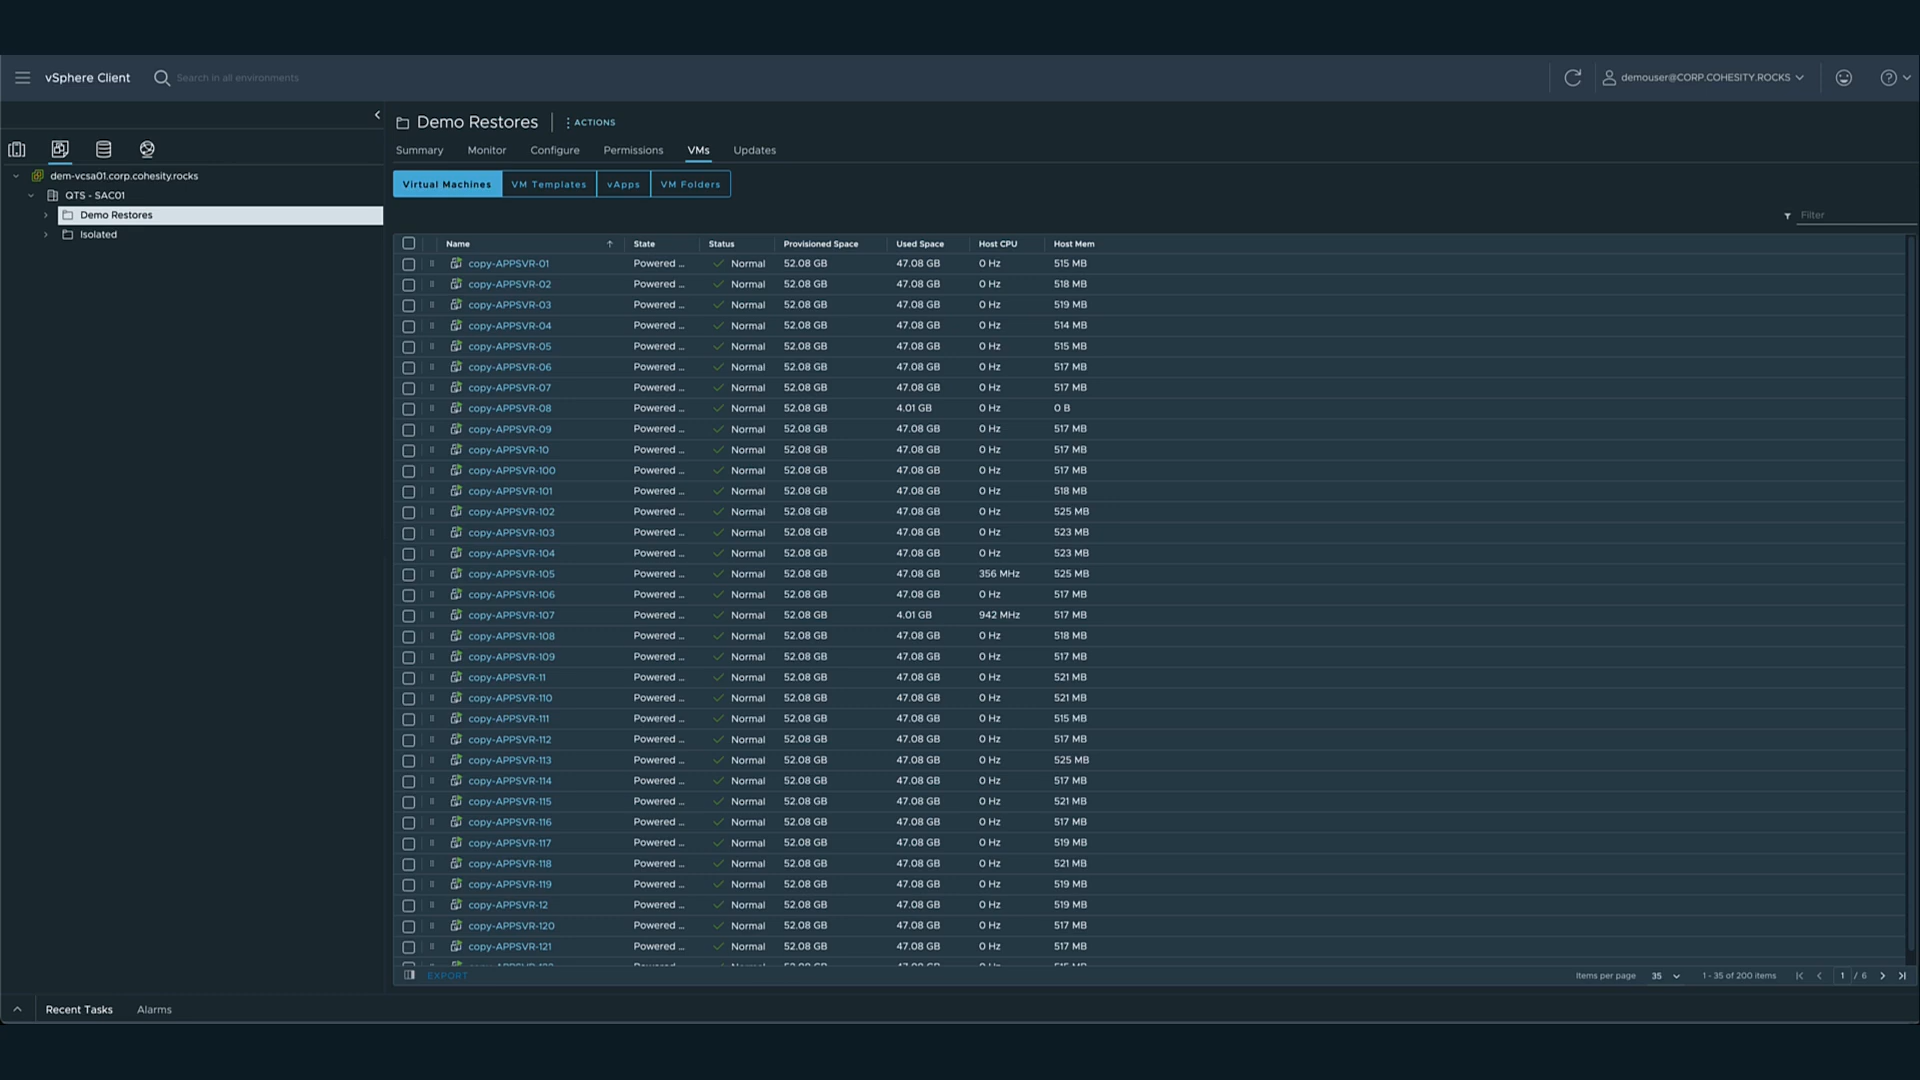 vSphere Client
Search in all environments
demouser@CORP.COHESITY.ROCKS
Demo Restores
ACTIONS
Summary Monitor Configure Permissions VMs Updates
dem-vcsa01.corp.cohesity.rocks
QTS - SAC01
Demo Restores
Isolated
Virtual Machines VM Templates vApps VM Folders
Filter
Name State Status Provisioned Space Used Space Host CPU Host Mem
copy-APPSVR-01 Powered ... Normal 52.08 GB 47.08 GB 0 Hz 515 MB
copy-APPSVR-02 Powered ... Normal 52.08 GB 47.08 GB 0 Hz 518 MB
copy-APPSVR-03 Powered ... Normal 52.08 GB 47.08 GB 0 Hz 519 MB
copy-APPSVR-04 Powered ... Normal 52.08 GB 47.08 GB 0 Hz 514 MB
copy-APPSVR-05 Powered ... Normal 52.08 GB 47.08 GB 0 Hz 515 MB
copy-APPSVR-06 Powered ... Normal 52.08 GB 47.08 GB 0 Hz 517 MB
copy-APPSVR-07 Powered ... Normal 52.08 GB 47.08 GB 0 Hz 517 MB
copy-APPSVR-08 Powered ... Normal 52.08 GB 4.01 GB 0 Hz 0 B
copy-APPSVR-09 Powered ... Normal 52.08 GB 47.08 GB 0 Hz 517 MB
copy-APPSVR-10 Powered ... Normal 52.08 GB 47.08 GB 0 Hz 517 MB
copy-APPSVR-100 Powered ... Normal 52.08 GB 47.08 GB 0 Hz 517 MB
copy-APPSVR-101 Powered ... Normal 52.08 GB 47.08 GB 0 Hz 518 MB
copy-APPSVR-102 Powered ... Normal 52.08 GB 47.08 GB 0 Hz 525 MB
copy-APPSVR-103 Powered ... Normal 52.08 GB 47.08 GB 0 Hz 523 MB
copy-APPSVR-104 Powered ... Normal 52.08 GB 47.08 GB 0 Hz 523 MB
copy-APPSVR-105 Powered ... Normal 52.08 GB 47.08 GB 356 MHz 525 MB
copy-APPSVR-106 Powered ... Normal 52.08 GB 47.08 GB 0 Hz 517 MB
copy-APPSVR-107 Powered ... Normal 52.08 GB 4.01 GB 942 MHz 517 MB
copy-APPSVR-108 Powered ... Normal 52.08 GB 47.08 GB 0 Hz 518 MB
copy-APPSVR-109 Powered ... Normal 52.08 GB 47.08 GB 0 Hz 517 MB
copy-APPSVR-11 Powered ... Normal 52.08 GB 47.08 GB 0 Hz 521 MB
copy-APPSVR-110 Powered ... Normal 52.08 GB 47.08 GB 0 Hz 521 MB
copy-APPSVR-111 Powered ... Normal 52.08 GB 47.08 GB 0 Hz 515 MB
copy-APPSVR-112 Powered ... Normal 52.08 GB 47.08 GB 0 Hz 517 MB
copy-APPSVR-113 Powered ... Normal 52.08 GB 47.08 GB 0 Hz 525 MB
copy-APPSVR-114 Powered ... Normal 52.08 GB 47.08 GB 0 Hz 517 MB
copy-APPSVR-115 Powered ... Normal 52.08 GB 47.08 GB 0 Hz 521 MB
copy-APPSVR-116 Powered ... Normal 52.08 GB 47.08 GB 0 Hz 517 MB
copy-APPSVR-117 Powered ... Normal 52.08 GB 47.08 GB 0 Hz 519 MB
copy-APPSVR-118 Powered ... Normal 52.08 GB 47.08 GB 0 Hz 521 MB
copy-APPSVR-119 Powered ... Normal 52.08 GB 47.08 GB 0 Hz 519 MB
copy-APPSVR-12 Powered ... Normal 52.08 GB 47.08 GB 0 Hz 519 MB
copy-APPSVR-120 Powered ... Normal 52.08 GB 47.08 GB 0 Hz 517 MB
copy-APPSVR-121 Powered ... Normal 52.08 GB 47.08 GB 0 Hz 517 MB
EXPORT
Items per page 35 1 - 35 of 200 items 1 / 6
Recent Tasks Alarms